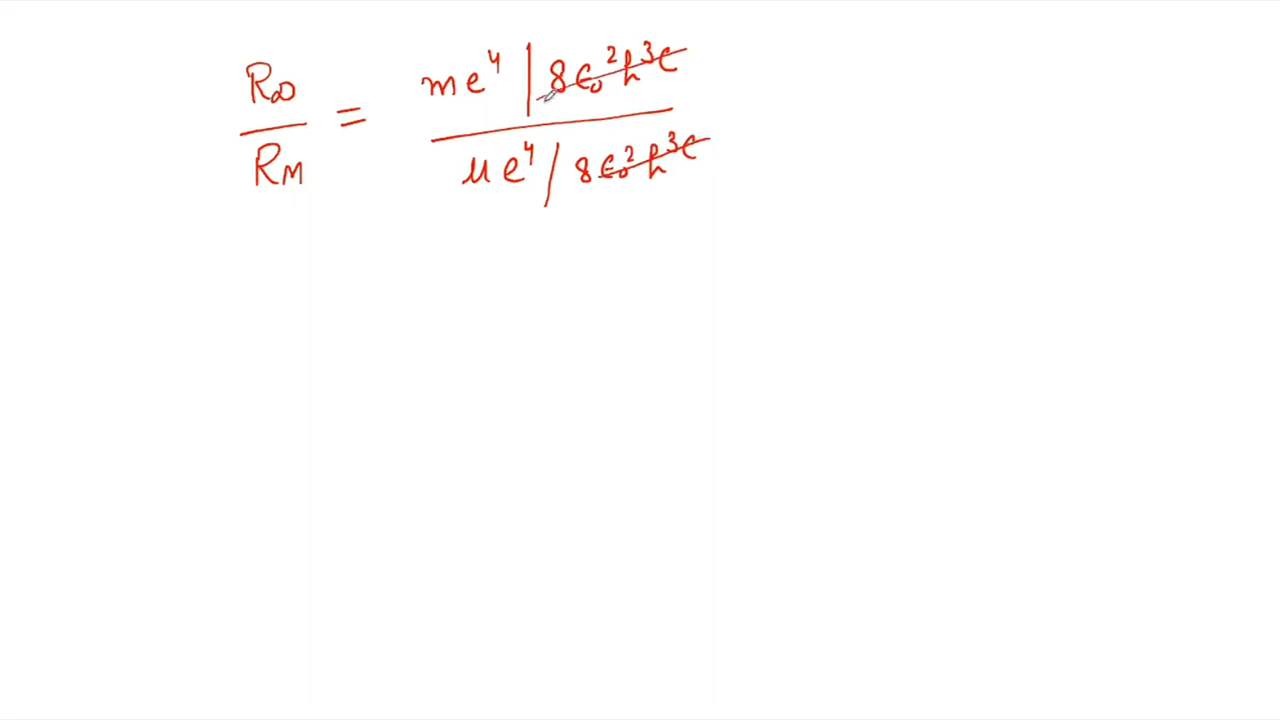 R∞/RM = (me⁴ | 8ϵ₀²h³c) / (μe⁴ / 8ϵ₀²h³c)